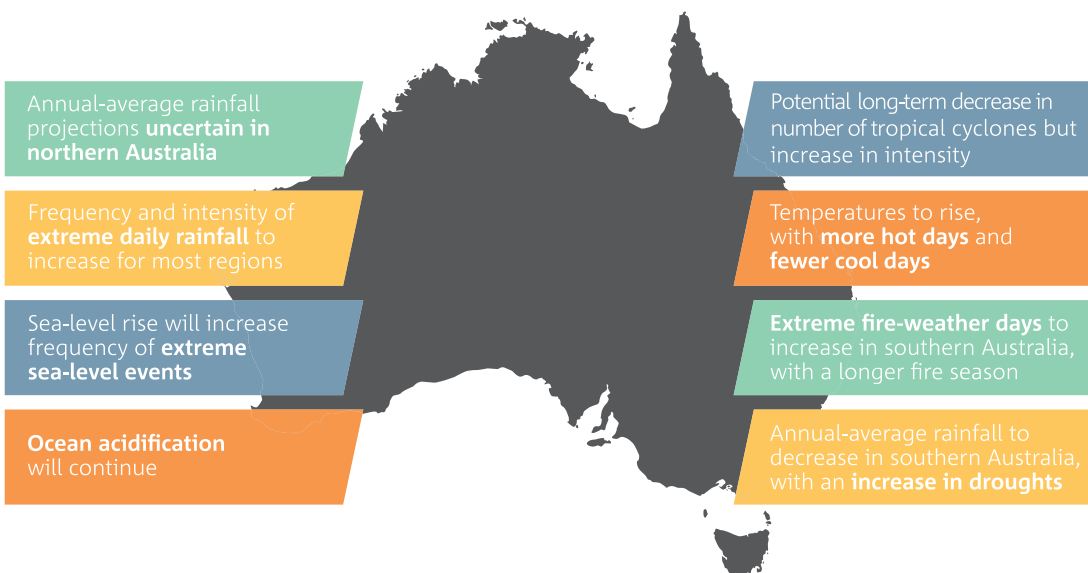 Annual-average rainfall
projections uncertain in
northern Australia
Frequency and intensity of
extreme daily rainfall to
increase for most regions
Sea-level rise will increase
frequency of extreme
sea-level events
Ocean acidification
will continue
Potential long-term decrease in
number of tropical cyclones but
increase in intensity
Temperatures to rise,
with more hot days and
fewer cool days
Extreme fire-weather days to
increase in southern Australia,
with a longer fire season
Annual-average rainfall to
decrease in southern Australia,
with an increase in droughts